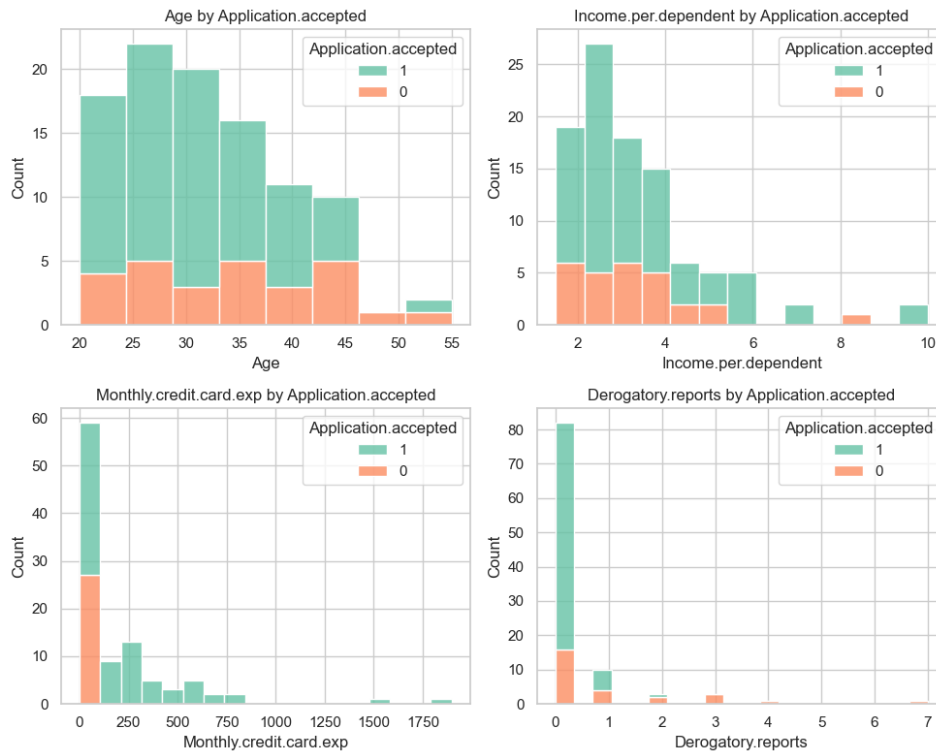 Age by Application.accepted
Application.accepted
1
0
20
15
10
5
0
Count
20 25 30 35 40 45 50 55
Age
Income.per.dependent by Application.accepted
Application.accepted
1
0
25
20
15
10
5
0
Count
2 4 6 8 10
Income.per.dependent
Monthly.credit.card.exp by Application.accepted
Application.accepted
1
0
60
50
40
30
20
10
0
Count
0 250 500 750 1000 1250 1500 1750
Monthly.credit.card.exp
Derogatory.reports by Application.accepted
Application.accepted
1
0
80
70
60
50
40
30
20
10
0
Count
0 1 2 3 4 5 6 7
Derogatory.reports